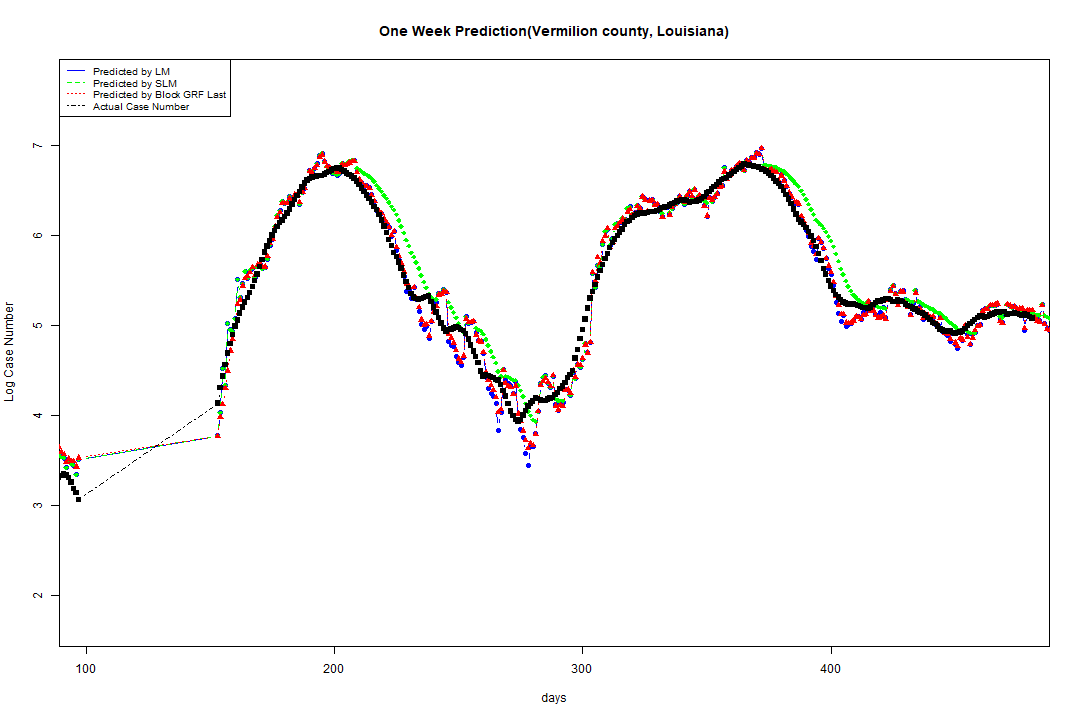 One Week Prediction(Vermilion county, Louisiana)
Predicted by LM
Predicted by SLM
Predicted by Block GRF Last
Actual Case Number
7
6
5
4
3
2
Log Case Number
100 200 300 400
days